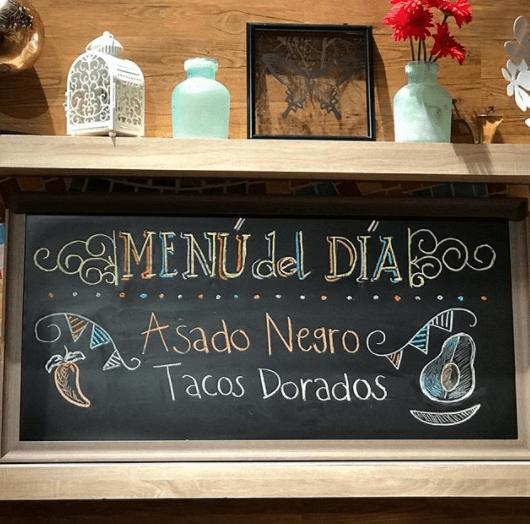 MENÚ del DÍA
Asado Negro
Tacos Dorados